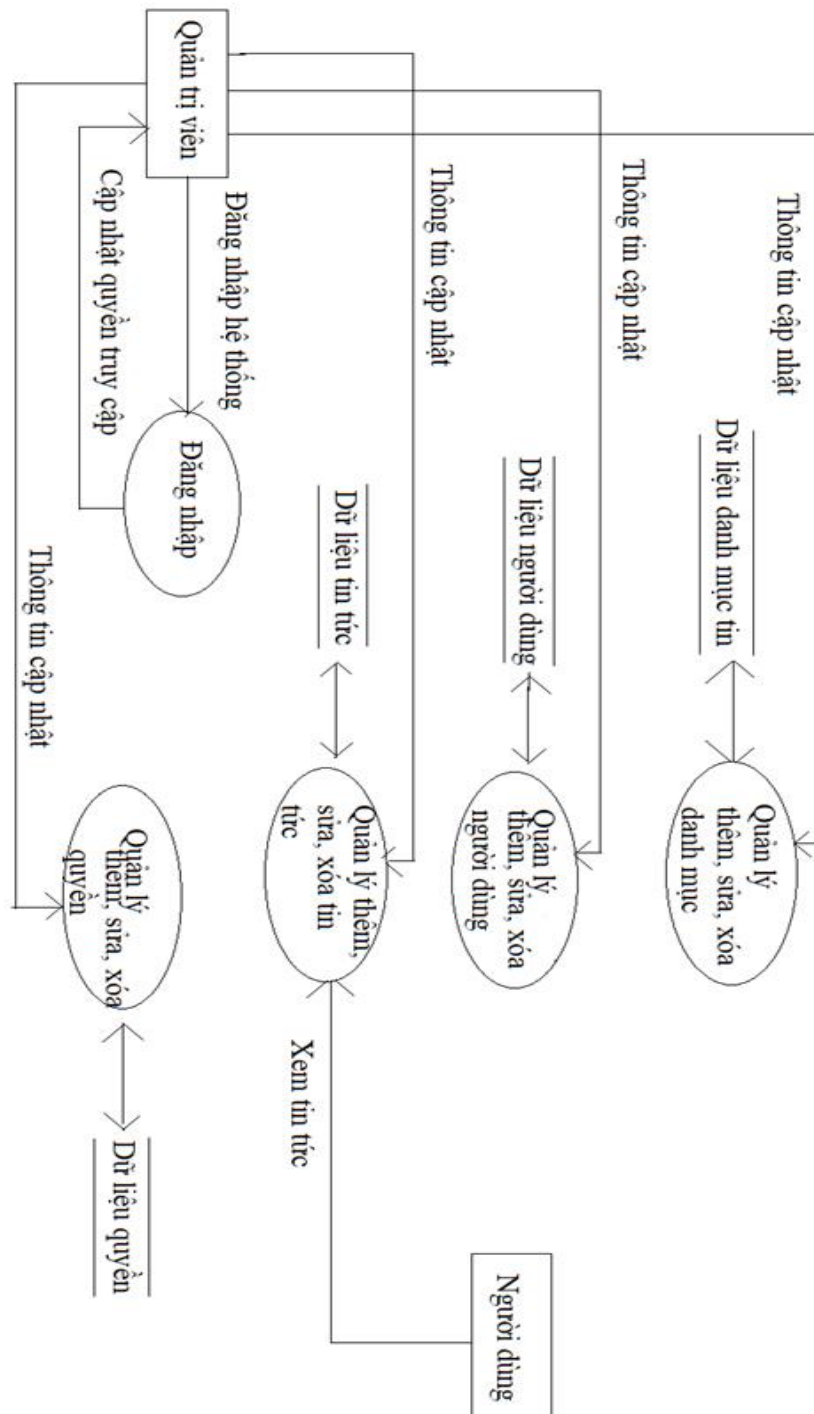 Thông tin cập nhật
Dữ liệu danh mục tin
Quản lý
thêm, sửa, xóa
danh mục
Thông tin cập nhật
Dữ liệu người dùng
Quản lý
thêm, sửa, xóa
người dùng
Người dùng
Thông tin cập nhật
Dữ liệu tin tức
Quản lý thêm,
sửa, xóa tin
tức
Xem tin tức
Quản trị viên
Đăng nhập hệ thống
Đăng nhập
Cập nhật quyền truy cập
Quản lý
thêm, sửa, xóa
quyền
Dữ liệu quyền
Thông tin cập nhật